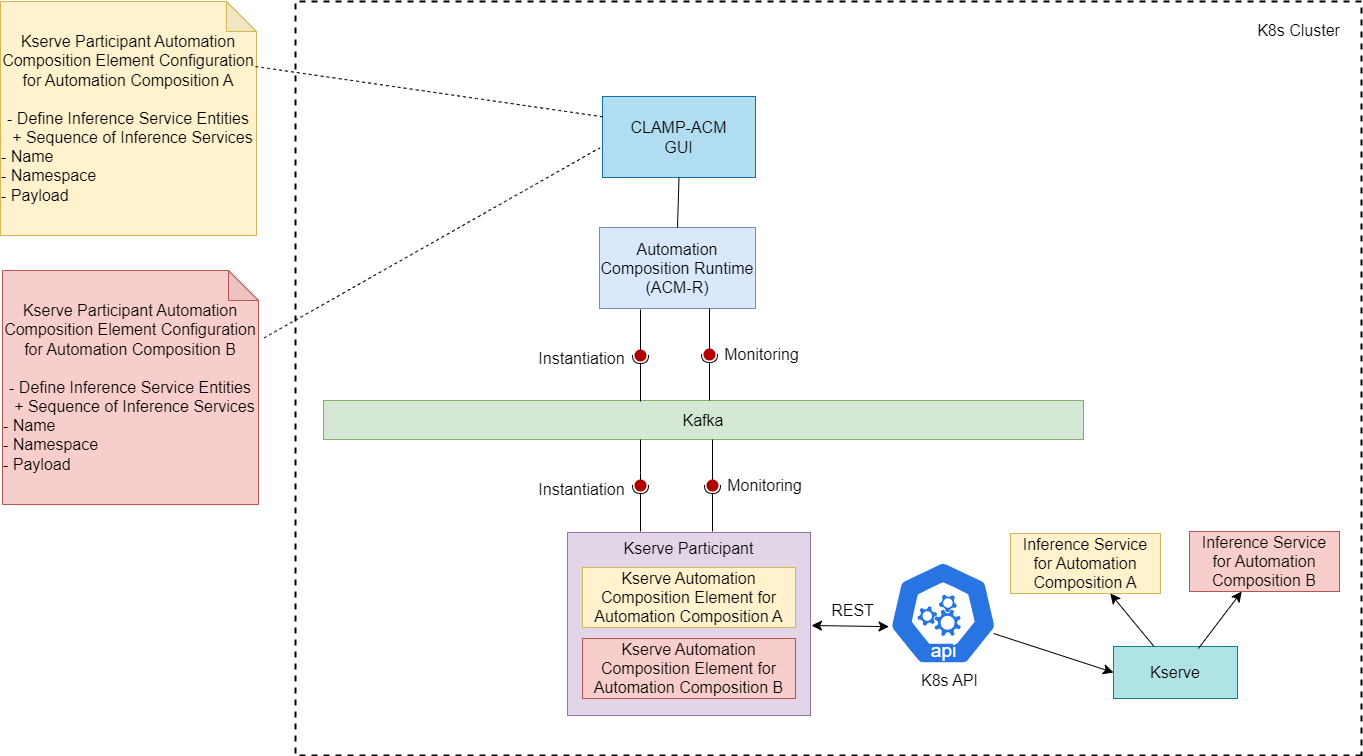 Kserve Participant Automation
Composition Element Configuration
for Automation Composition A
- Define Inference Service Entities
+ Sequence of Inference Services
- Name
- Namespace
- Payload
Kserve Participant Automation
Composition Element Configuration
for Automation Composition B
- Define Inference Service Entities
+ Sequence of Inference Services
- Name
- Namespace
- Payload
K8s Cluster
CLAMP-ACM
GUI
Automation
Composition Runtime
(ACM-R)
Instantiation
Monitoring
Kafka
Instantiation
Monitoring
Kserve Participant
Kserve Automation
Composition Element for
Automation Composition A
Kserve Automation
Composition Element for
Automation Composition B
REST
api
K8s API
Inference Service
for Automation
Composition A
Inference Service
for Automation
Composition B
Kserve